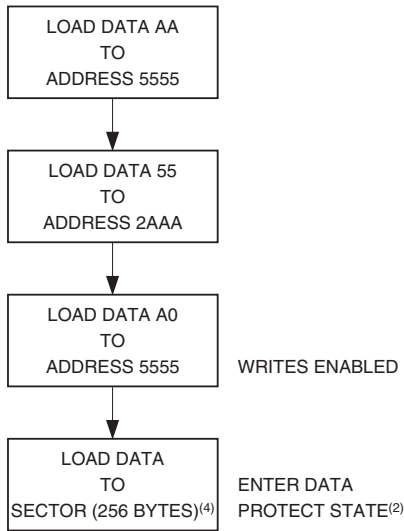 LOAD DATA AA
TO
ADDRESS 5555
LOAD DATA 55
TO
ADDRESS 2AAA
LOAD DATA A0
TO
ADDRESS 5555 WRITES ENABLED
LOAD DATA
TO ENTER DATA
SECTOR (256 BYTES)(4) PROTECT STATE(2)